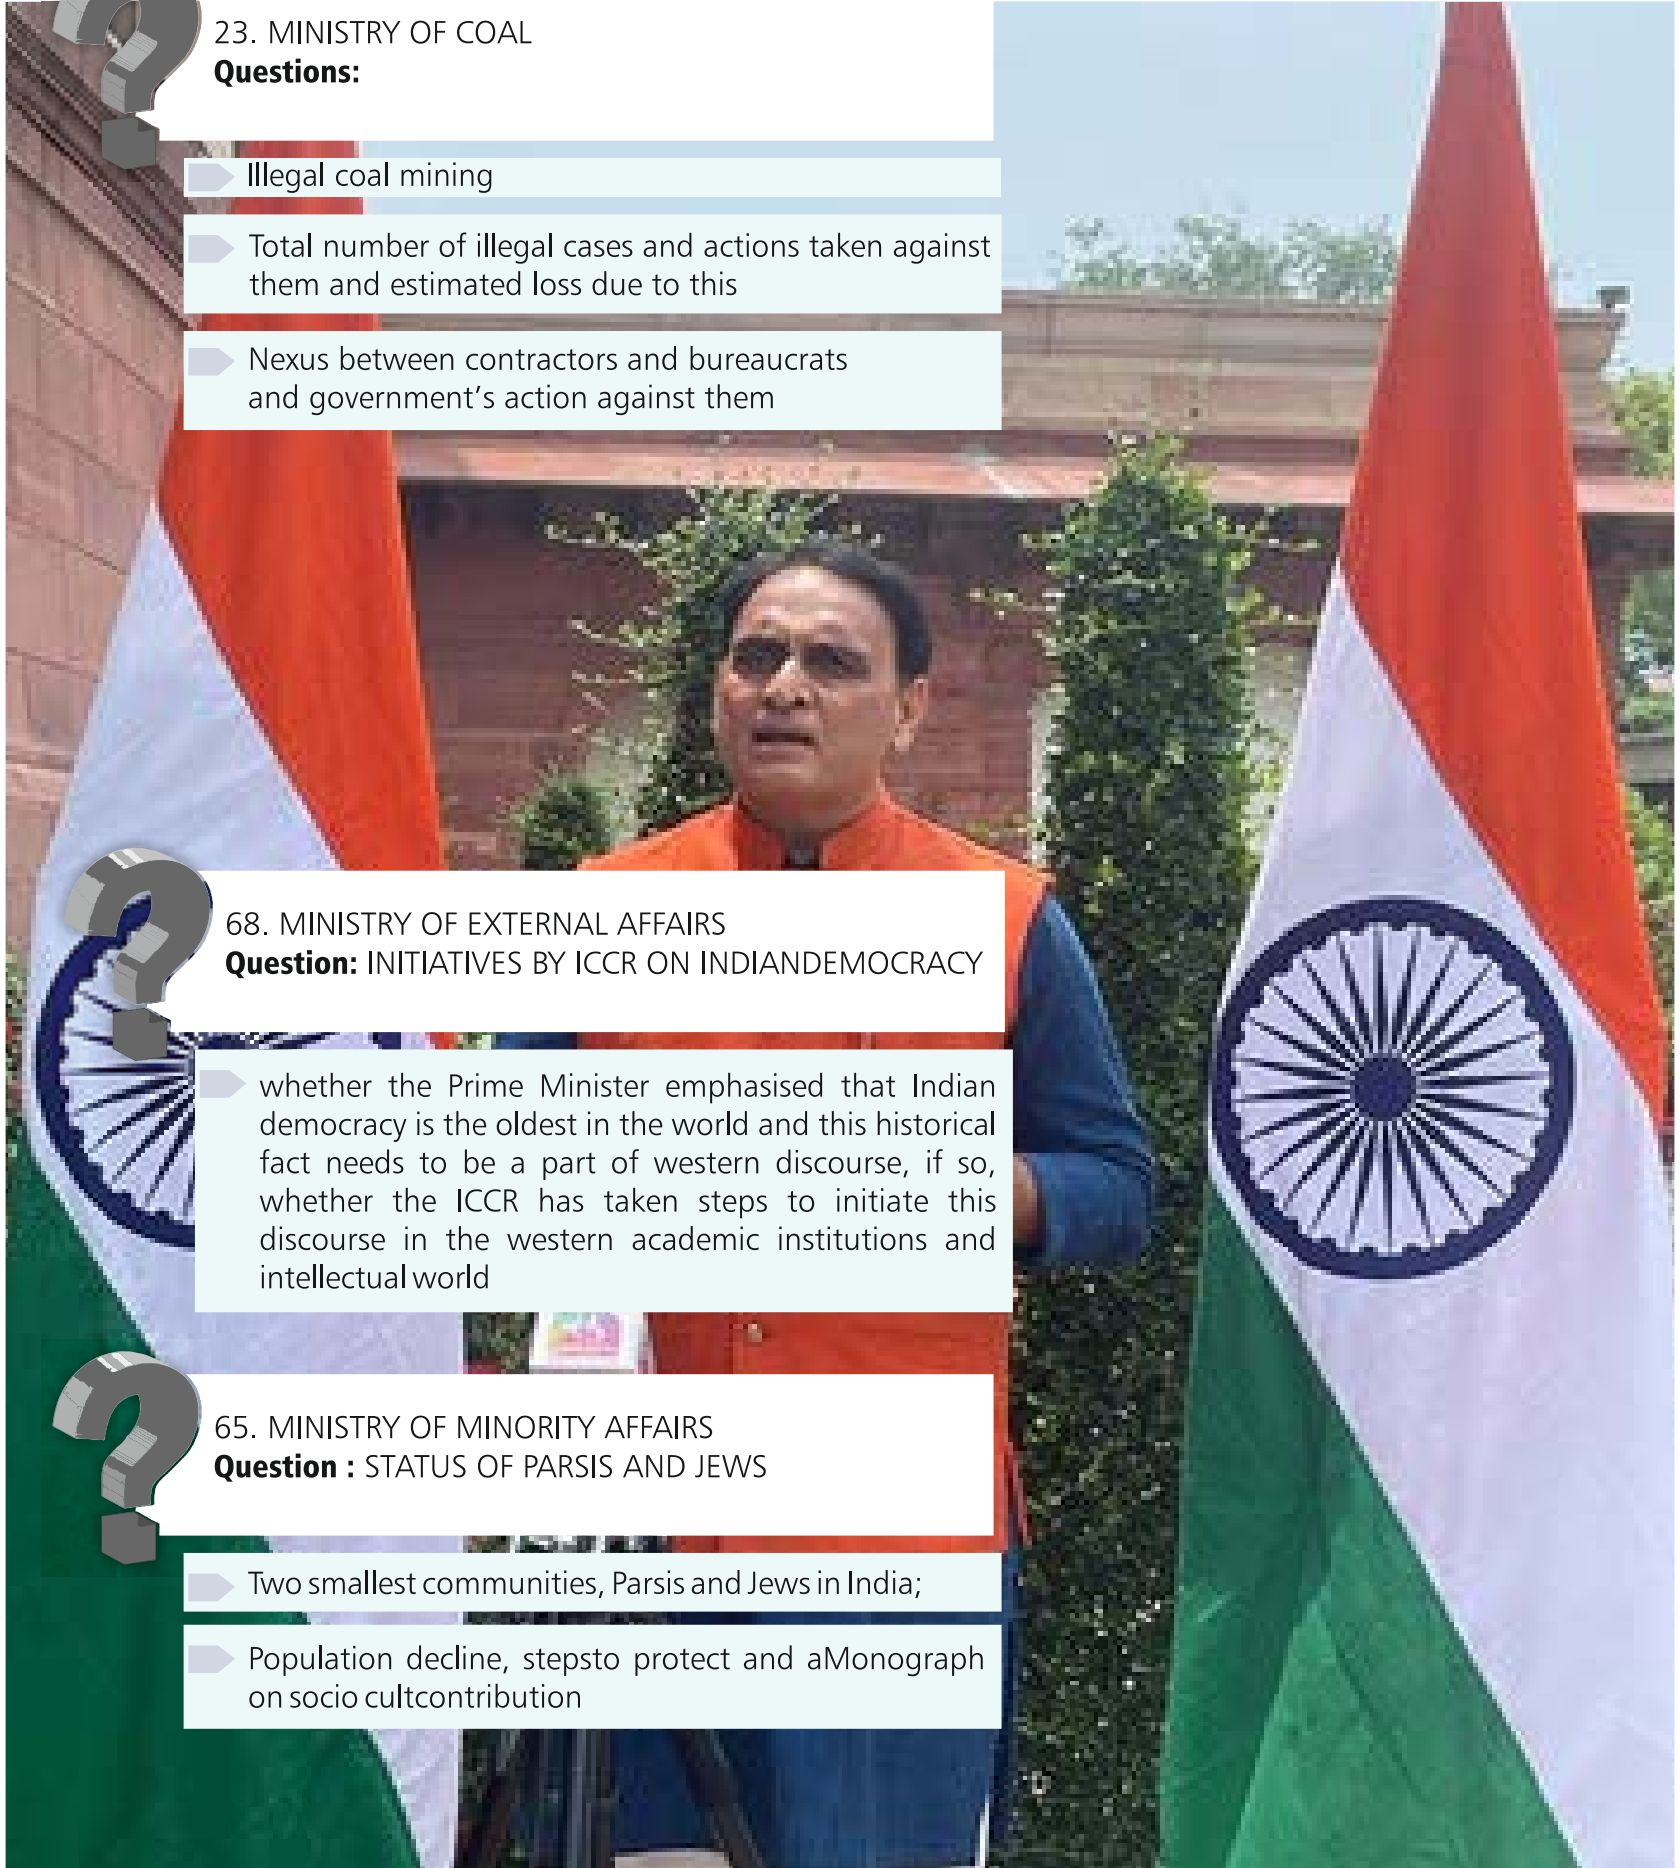 23. MINISTRY OF COAL
Questions:
Illegal coal mining
Total number of illegal cases and actions taken against
them and estimated loss due to this
Nexus between contractors and bureaucrats
and government’s action against them
68. MINISTRY OF EXTERNAL AFFAIRS
Question: INITIATIVES BY ICCR ON INDIANDEMOCRACY
whether the Prime Minister emphasised that Indian
democracy is the oldest in the world and this historical
fact needs to be a part of western discourse, if so,
whether the ICCR has taken steps to initiate this
discourse in the western academic institutions and
intellectual world
65. MINISTRY OF MINORITY AFFAIRS
Question : STATUS OF PARSIS AND JEWS
Two smallest communities, Parsis and Jews in India;
Population decline, stepsto protect and aMonograph
on socio cultcontribution